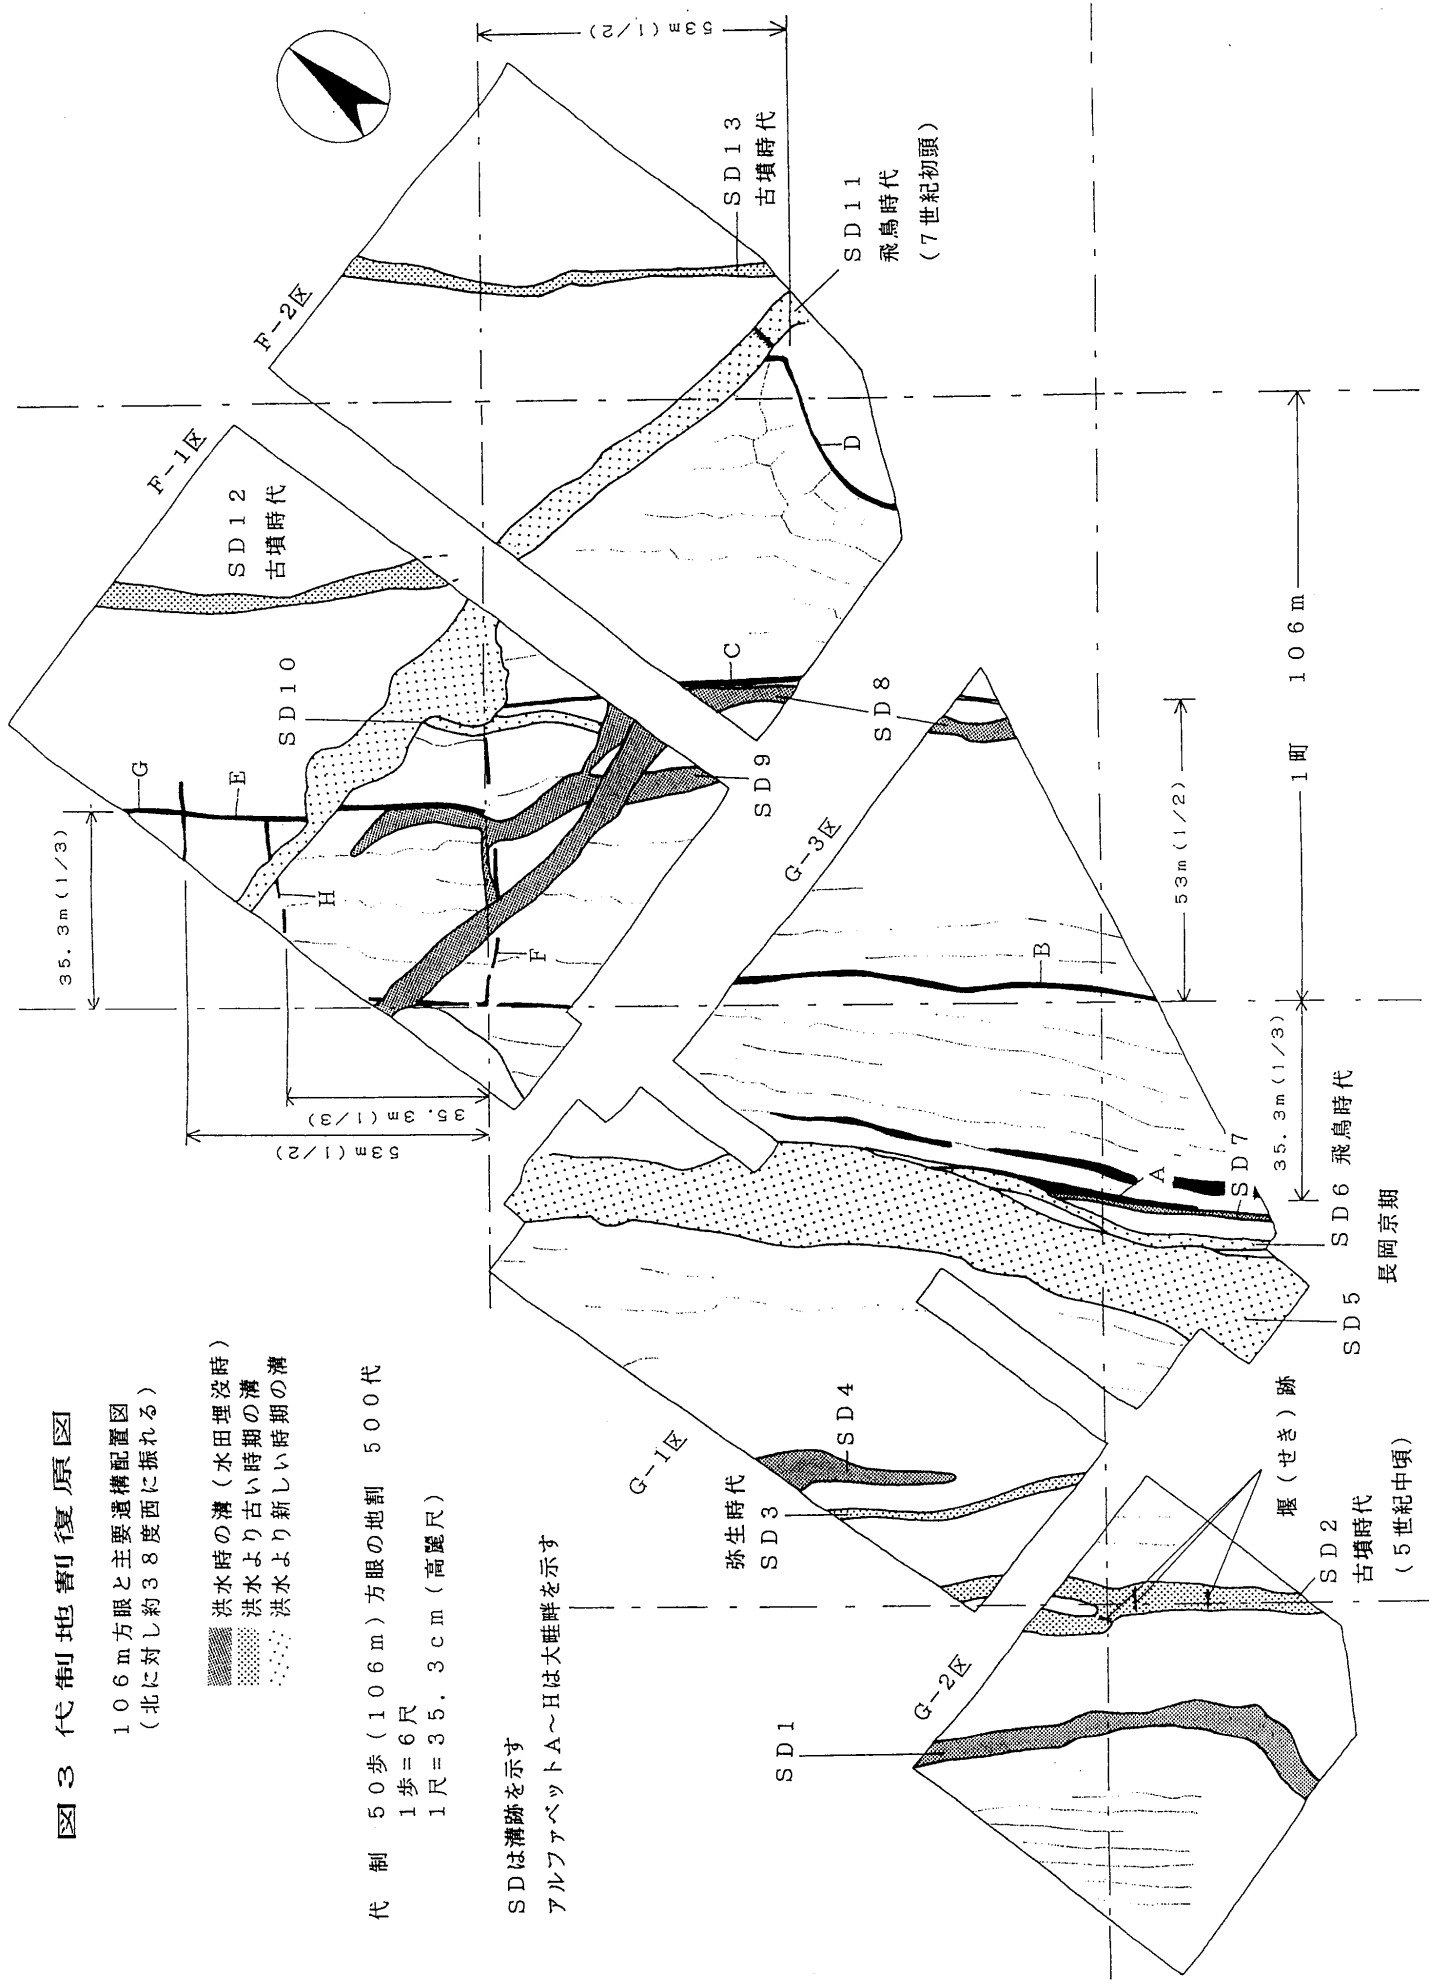 図3 代制地割復原図
106m方眼と主要遺構配置図
(北に対し約38度西に振れる)
洪水時の溝(水田埋没時)
洪水より古い時期の溝
洪水より新しい時期の溝
代 制 50歩(106m)方眼の地割 500代
1歩=6尺
1尺=35.3cm(高麗尺)
SDは溝跡を示す
アルファベットA~Hは大畦畔を示す
35.3m(1/3)
G
E
H
F
53m(1/2)
35.3m(1/3)
F-1区
SD12
古墳時代
SD10
F-2区
53m(1/2)
SD13
古墳時代
SD11
飛鳥時代
(7世紀初頭)
D
C
SD9
SD8
G-3区
B
53m(1/2)
1町 106m
35.3m(1/3)
A
SD7
SD6 飛鳥時代
長岡京期
SD5
G-1区
SD4
弥生時代
SD3
堰(せき)跡
SD2
古墳時代
(5世紀中頃)
G-2区
SD1